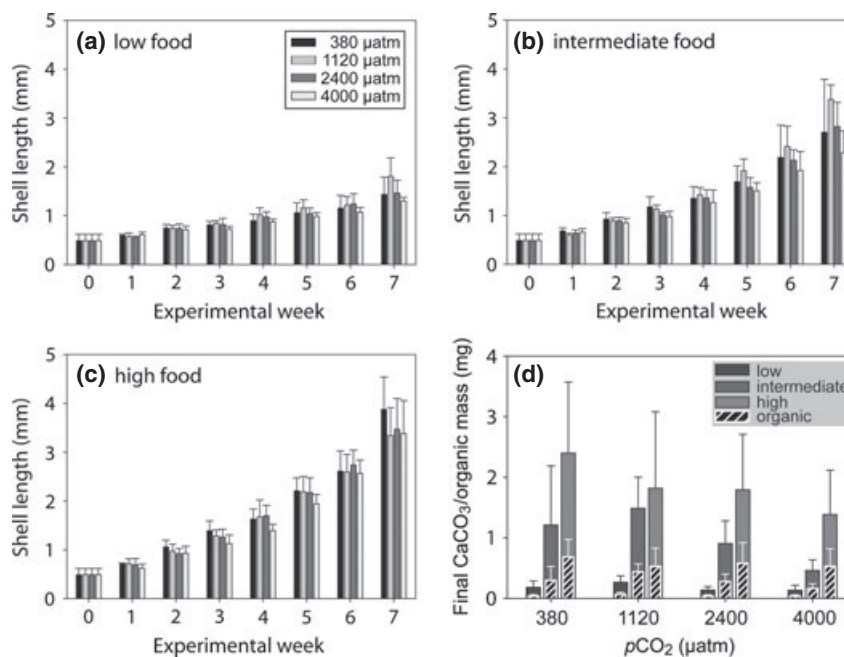 (a) low food
380 µatm
1120 µatm
2400 µatm
4000 µatm
Shell length (mm)
5
4
3
2
1
0
0 1 2 3 4 5 6 7
Experimental week
(b) intermediate food
Shell length (mm)
5
4
3
2
1
0
0 1 2 3 4 5 6 7
Experimental week
(c) high food
Shell length (mm)
5
4
3
2
1
0
0 1 2 3 4 5 6 7
Experimental week
(d)
low
intermediate
high
organic
Final CaCO₃/organic mass (mg)
4
3
2
1
0
380 1120 2400 4000
pCO₂ (µatm)